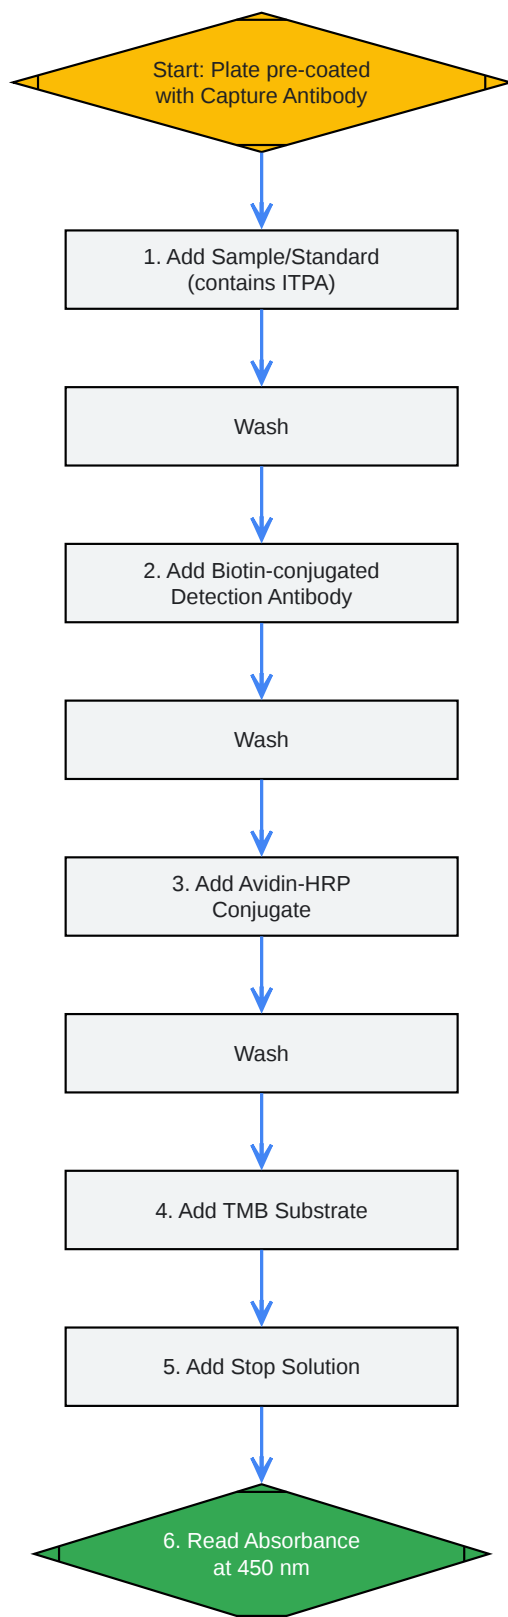 Start: Plate pre-coated
with Capture Antibody
1. Add Sample/Standard
(contains ITPA)
Wash
2. Add Biotin-conjugated
Detection Antibody
Wash
3. Add Avidin-HRP
Conjugate
Wash
4. Add TMB Substrate
5. Add Stop Solution
6. Read Absorbance
at 450 nm